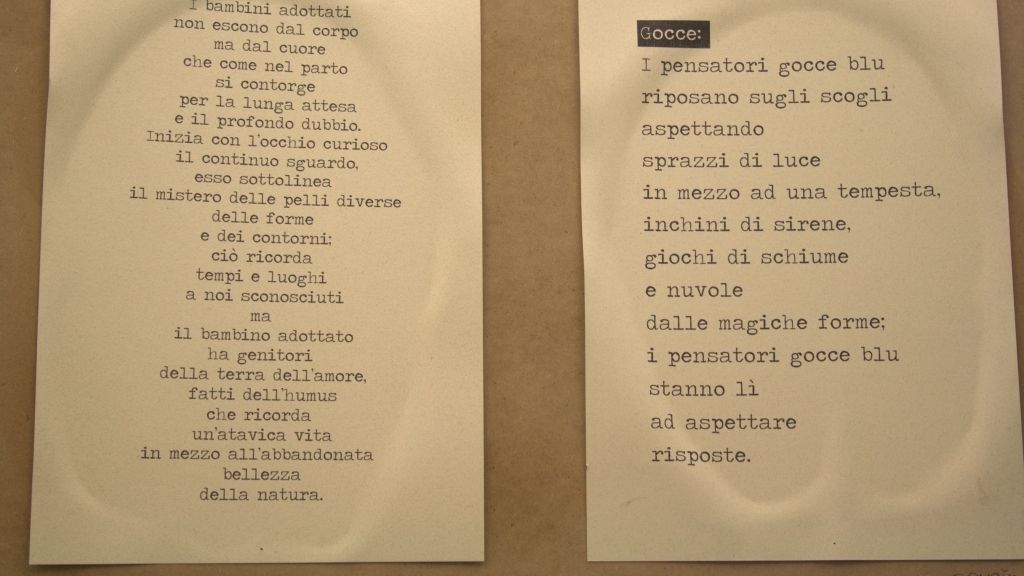 I bambini adottati
non escono dal corpo
ma dal cuore
che come nel parto
si contorge
per la lunga attesa
e il profondo dubbio.
Inizia con l'occhio curioso
il continuo sguardo,
esso sottolinea
il mistero delle pelli diverse
delle forme
e dei contorni;
ciò ricorda
tempi e luoghi
a noi sconosciuti
ma
il bambino adottato
ha genitori
della terra dell'amore,
fatti dell'humus
che ricorda
un'atavica vita
in mezzo all'abbandonata
bellezza
della natura.
Gocce:
I pensatori gocce blu
riposano sugli scogli
aspettando
sprazzi di luce
in mezzo ad una tempesta,
inchini di sirene,
giochi di schiume
e nuvole
dalle magiche forme;
i pensatori gocce blu
stanno lì
ad aspettare
risposte.